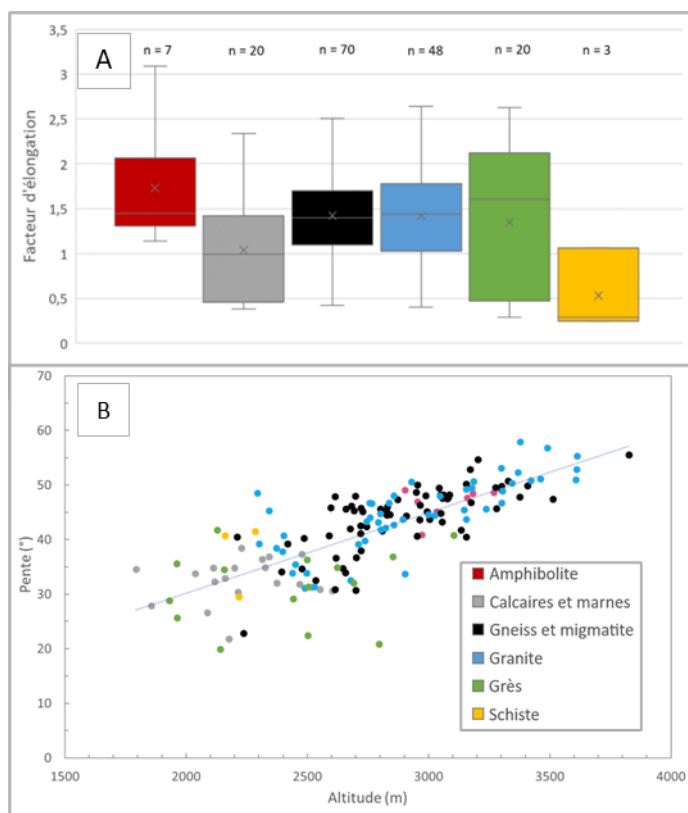 A
n = 7
n = 20
n = 70
n = 48
n = 20
n = 3
Facteur d'élongation
3,5
3
2,5
2
1,5
1
0,5
0
B
Pente (°)
70
60
50
40
30
20
10
0
Amphibolite
Calcaires et marnes
Gneiss et migmatite
Granite
Grès
Schiste
1500
2000
2500
3000
3500
4000
Altitude (m)